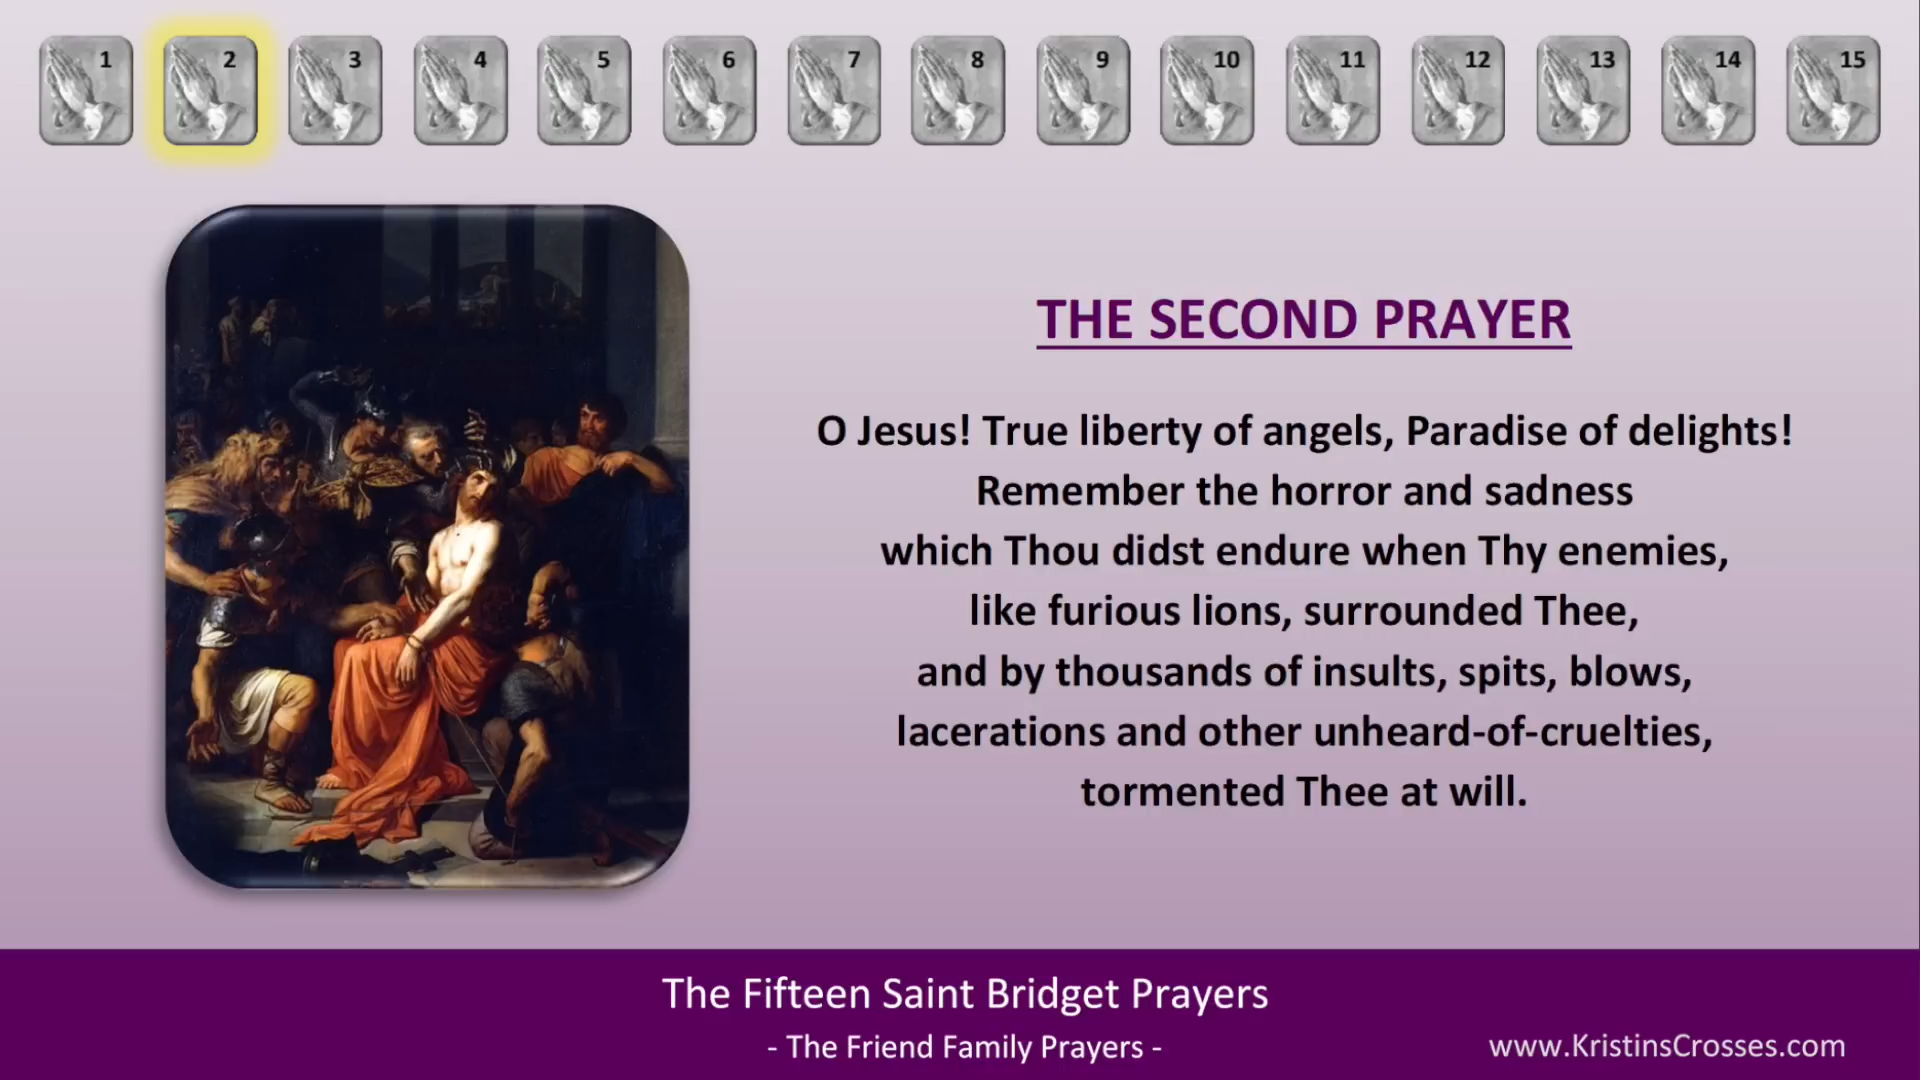 1 2 3 4 5 6 7 8 9 10 11 12 13 14 15
THE SECOND PRAYER
O Jesus! True liberty of angels, Paradise of delights!
Remember the horror and sadness
which Thou didst endure when Thy enemies,
like furious lions, surrounded Thee,
and by thousands of insults, spits, blows,
lacerations and other unheard-of-cruelties,
tormented Thee at will.
The Fifteen Saint Bridget Prayers
- The Friend Family Prayers -
www.KristinsCrosses.com